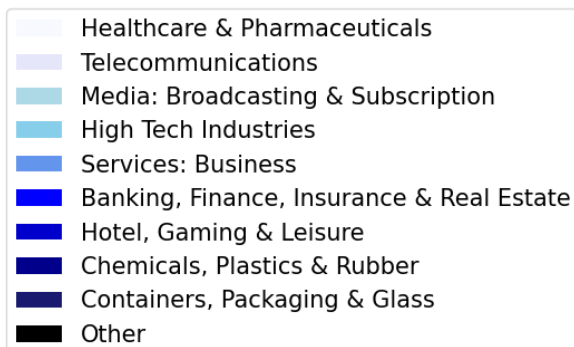 Healthcare & Pharmaceuticals
Telecommunications
Media: Broadcasting & Subscription
High Tech Industries
Services: Business
Banking, Finance, Insurance & Real Estate
Hotel, Gaming & Leisure
Chemicals, Plastics & Rubber
Containers, Packaging & Glass
Other